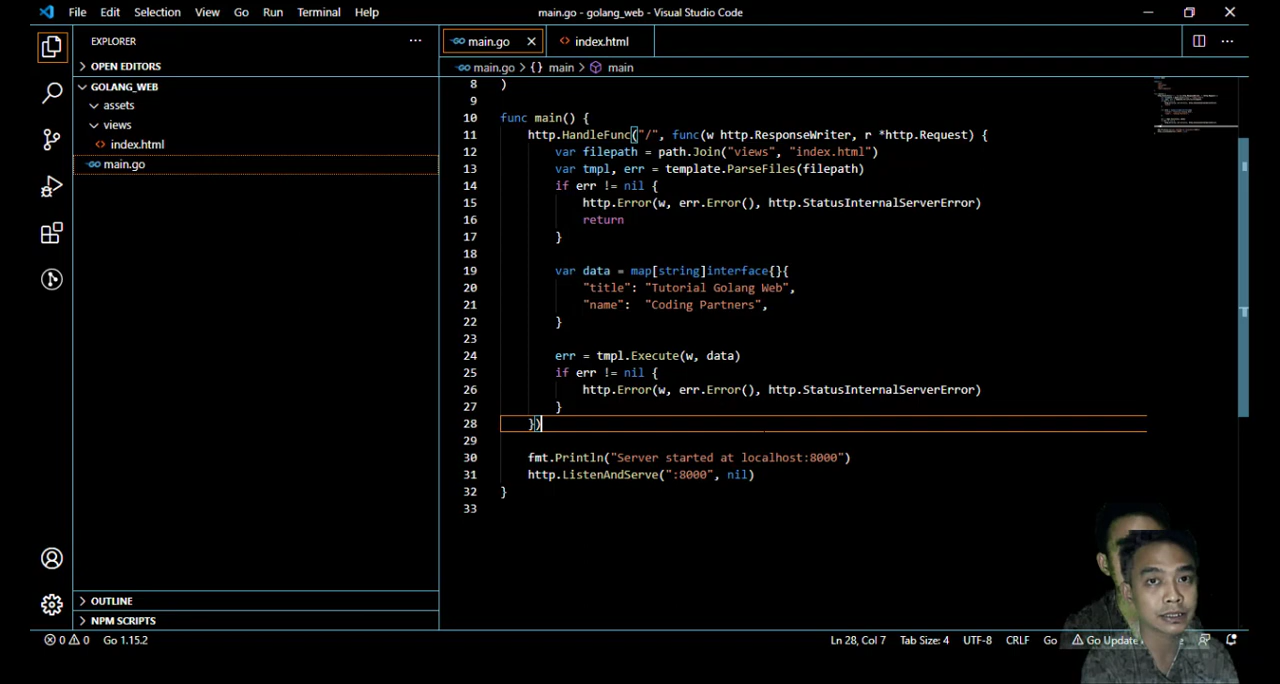 File Edit Selection View Go Run Terminal Help
main.go - golang_web - Visual Studio Code
EXPLORER
OPEN EDITORS
GOLANG_WEB
assets
views
index.html
main.go
OUTLINE
NPM SCRIPTS
main.go index.html
main.go > {} main > main
8 )
9
10 func main() {
11 http.HandleFunc("/", func(w http.ResponseWriter, r *http.Request) {
12 var filepath = path.Join("views", "index.html")
13 var tmpl, err = template.ParseFiles(filepath)
14 if err != nil {
15 http.Error(w, err.Error(), http.StatusInternalServerError)
16 return
17 }
18
19 var data = map[string]interface{}{
20 "title": "Tutorial Golang Web",
21 "name": "Coding Partners",
22 }
23
24 err = tmpl.Execute(w, data)
25 if err != nil {
26 http.Error(w, err.Error(), http.StatusInternalServerError)
27 }
28 })
29
30 fmt.Println("Server started at localhost:8000")
31 http.ListenAndServe(":8000", nil)
32 }
33
0 0 Go 1.15.2
Ln 28, Col 7 Tab Size: 4 UTF-8 CRLF Go Go Update